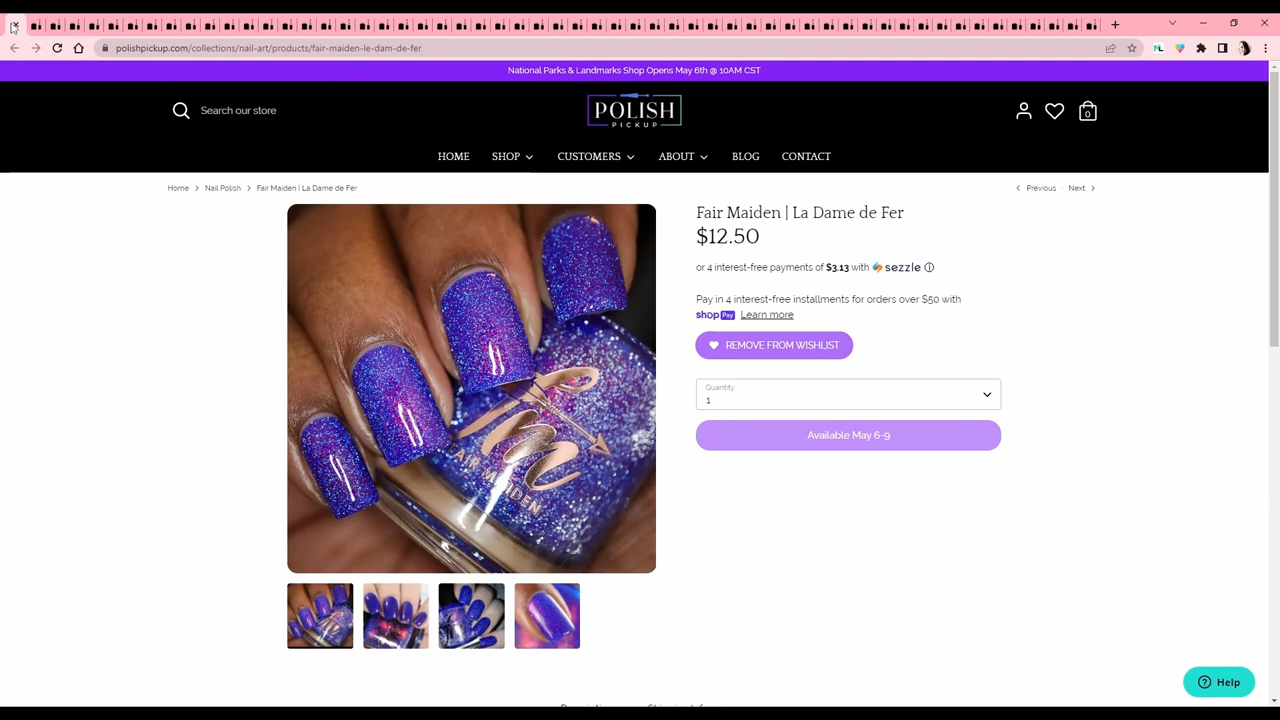 polishpickup.com/collections/nail-art/products/fair-maiden-le-dam-de-fer
National Parks & Landmarks Shop Opens May 6th @ 10AM CST
Search our store
POLISH
PICKUP
0
HOME SHOP CUSTOMERS ABOUT BLOG CONTACT
Home > Nail Polish > Fair Maiden | La Dame de Fer
< Previous · Next >
Fair Maiden | La Dame de Fer
$12.50
or 4 interest-free payments of $3.13 with sezzle ⓘ
Pay in 4 interest-free installments for orders over $50 with
shop Pay Learn more
REMOVE FROM WISHLIST
Quantity
1
Available May 6-9
fm
FAIR MAIDEN
Help